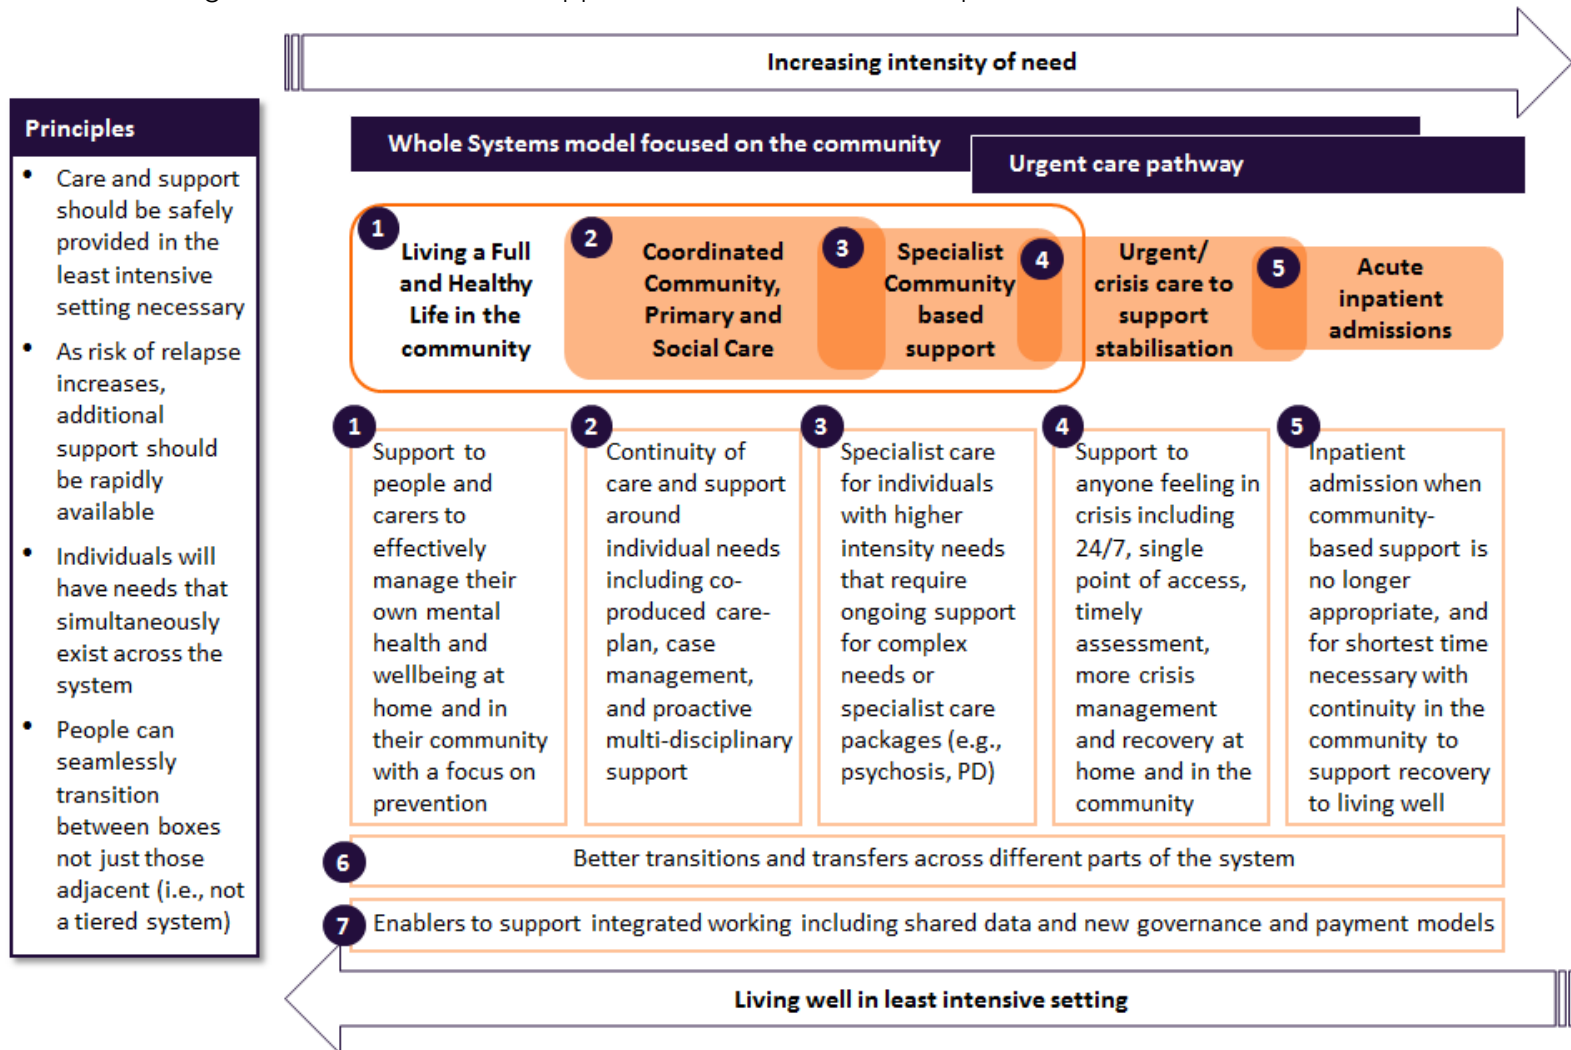 Increasing intensity of need
Principles
• Care and support
should be safely
provided in the
least intensive
setting necessary
• As risk of relapse
increases,
additional
support should
be rapidly
available
• Individuals will
have needs that
simultaneously
exist across the
system
• People can
seamlessly
transition
between boxes
not just those
adjacent (i.e., not
a tiered system)
Whole Systems model focused on the community
Urgent care pathway
1
Living a Full
and Healthy
Life in the
community
2
Coordinated
Community,
Primary and
Social Care
3
Specialist
Community
based
support
4
Urgent/
crisis care to
support
stabilisation
5
Acute
inpatient
admissions
1
Support to
people and
carers to
effectively
manage their
own mental
health and
wellbeing at
home and in
their community
with a focus on
prevention
2
Continuity of
care and support
around
individual needs
including co-
produced care-
plan, case
management,
and proactive
multi-disciplinary
support
3
Specialist care
for individuals
with higher
intensity needs
that require
ongoing support
for complex
needs or
specialist care
packages (e.g.,
psychosis, PD)
4
Support to
anyone feeling in
crisis including
24/7, single
point of access,
timely
assessment,
more crisis
management
and recovery at
home and in the
community
5
Inpatient
admission when
community-
based support is
no longer
appropriate, and
for shortest time
necessary with
continuity in the
community to
support recovery
to living well
6
Better transitions and transfers across different parts of the system
7
Enablers to support integrated working including shared data and new governance and payment models
Living well in least intensive setting